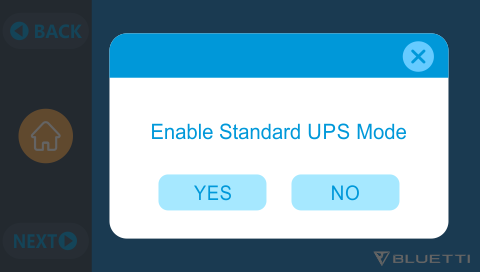 BACK
Enable Standard UPS Mode
YES
NO
NEXT
BLUETTI